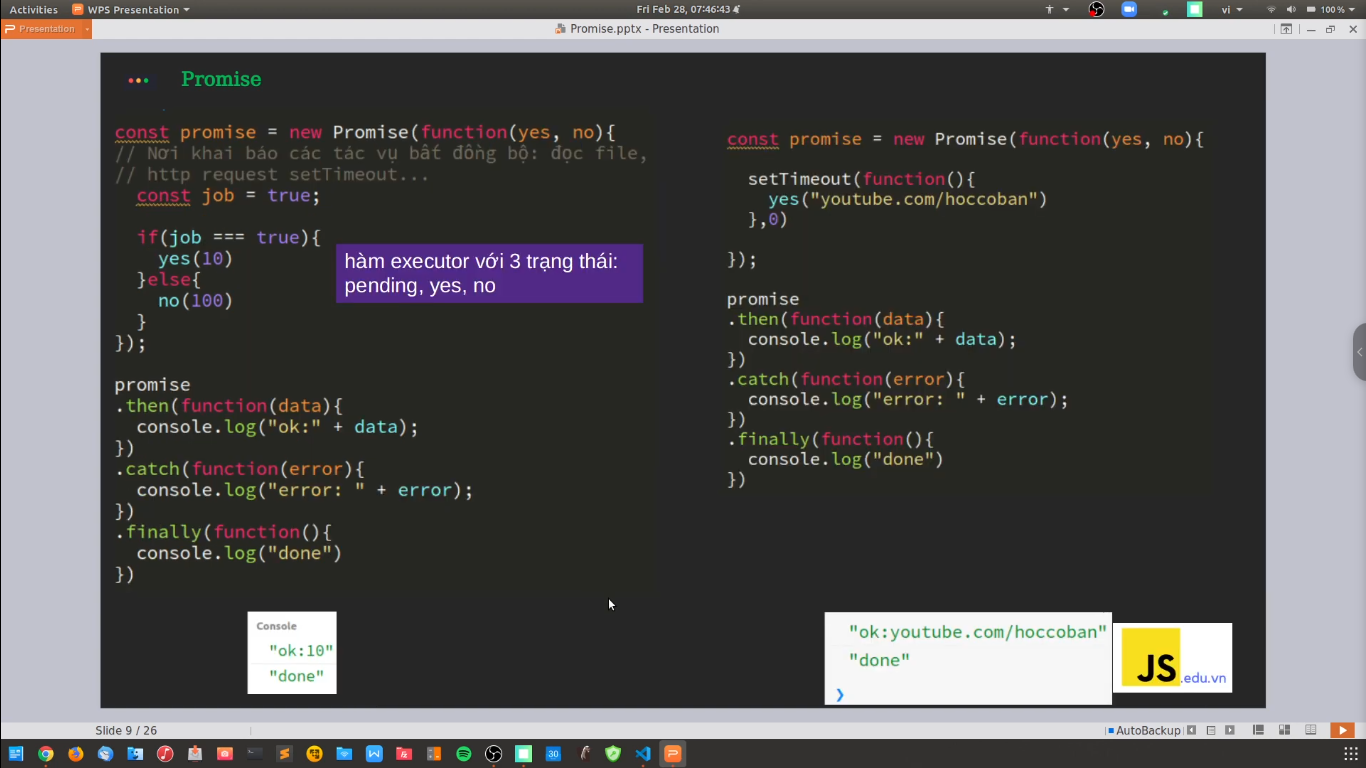 Activities
WPS Presentation
Fri Feb 28, 07:46:43
vi
100 %
Presentation
Promise.pptx - Presentation
Promise
const promise = new Promise(function(yes, no){
// Nơi khai báo các tác vụ bất đồng bộ: đọc file,
// http request setTimeout...
const job = true;
if(job === true){
yes(10)
}else{
no(100)
}
});
hàm executor với 3 trạng thái:
pending, yes, no
promise
.then(function(data){
console.log("ok:" + data);
})
.catch(function(error){
console.log("error: " + error);
})
.finally(function(){
console.log("done")
})
Console
"ok:10"
"done"
const promise = new Promise(function(yes, no){
setTimeout(function(){
yes("youtube.com/hoccoban")
},0)
});
promise
.then(function(data){
console.log("ok:" + data);
})
.catch(function(error){
console.log("error: " + error);
})
.finally(function(){
console.log("done")
})
"ok:youtube.com/hoccoban"
"done"
❯
JS.edu.vn
Slide 9 / 26
AutoBackup
30